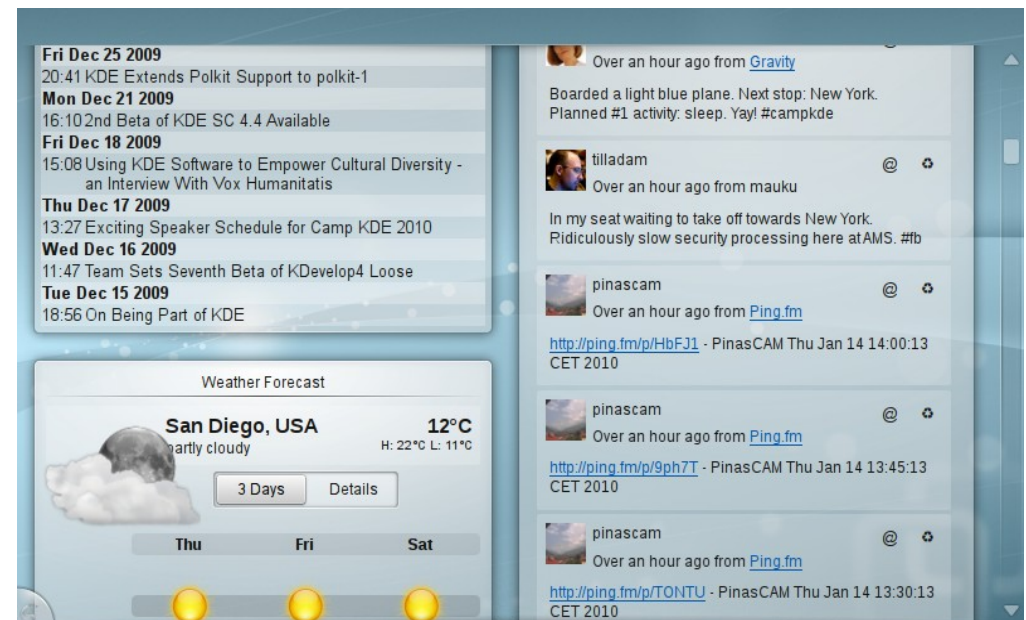 Fri Dec 25 2009
20:41 KDE Extends Polkit Support to polkit-1
Mon Dec 21 2009
16:10 2nd Beta of KDE SC 4.4 Available
Fri Dec 18 2009
15:08 Using KDE Software to Empower Cultural Diversity -
an Interview With Vox Humanitatis
Thu Dec 17 2009
13:27 Exciting Speaker Schedule for Camp KDE 2010
Wed Dec 16 2009
11:47 Team Sets Seventh Beta of KDevelop4 Loose
Tue Dec 15 2009
18:56 On Being Part of KDE
Weather Forecast
San Diego, USA
12°C
partly cloudy
H: 22°C L: 11°C
3 Days Details
Thu Fri Sat
Over an hour ago from Gravity
Boarded a light blue plane. Next stop: New York.
Planned #1 activity: sleep. Yay! #campkde
tilladam @
Over an hour ago from mauku
In my seat waiting to take off towards New York.
Ridiculously slow security processing here at AMS. #fb
pinascam @
Over an hour ago from Ping.fm
http://ping.fm/p/HbFJ1 - PinasCAM Thu Jan 14 14:00:13
CET 2010
pinascam @
Over an hour ago from Ping.fm
http://ping.fm/p/9ph7T - PinasCAM Thu Jan 14 13:45:13
CET 2010
pinascam @
Over an hour ago from Ping.fm
http://ping.fm/p/TONTU - PinasCAM Thu Jan 14 13:30:13
CET 2010